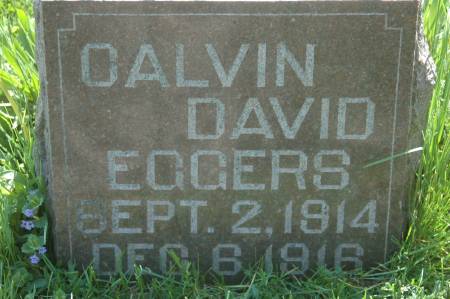 CALVIN
DAVID
EGGERS
SEPT. 2, 1914
DEC. 6, 1916